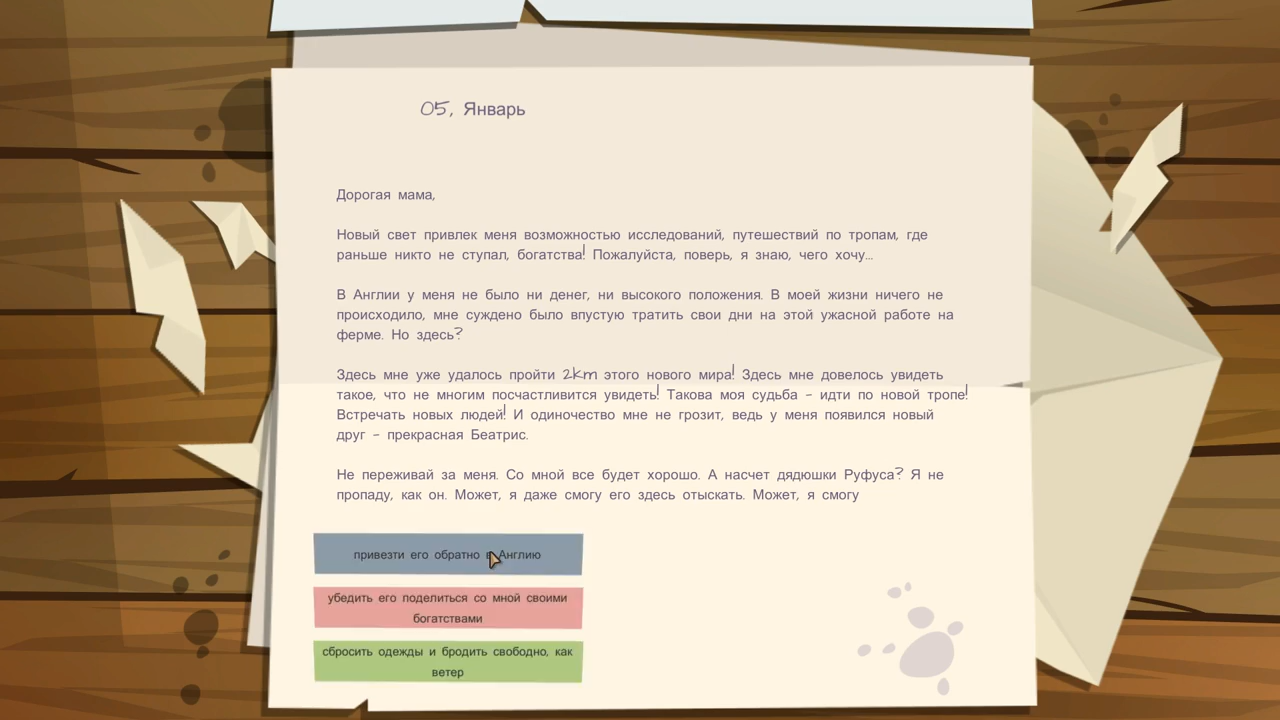 05, Январь
Дорогая мама,
Новый свет привлек меня возможностью исследований, путешествий по тропам, где
раньше никто не ступал, богатства! Пожалуйста, поверь, я знаю, чего хочу...
В Англии у меня не было ни денег, ни высокого положения. В моей жизни ничего не
происходило, мне суждено было впустую тратить свои дни на этой ужасной работе на
ферме. Но здесь?
Здесь мне уже удалось пройти 2km этого нового мира! Здесь мне довелось увидеть
такое, что не многим посчастливится увидеть! Такова моя судьба - идти по новой тропе!
Встречать новых людей! И одиночество мне не грозит, ведь у меня появился новый
друг - прекрасная Беатрис.
Не переживай за меня. Со мной все будет хорошо. А насчет дядюшки Руфуса? Я не
пропаду, как он. Может, я даже смогу его здесь отыскать. Может, я смогу
привезти его обратно в Англию
убедить его поделиться со мной своими
богатствами
сбросить одежды и бродить свободно, как
ветер